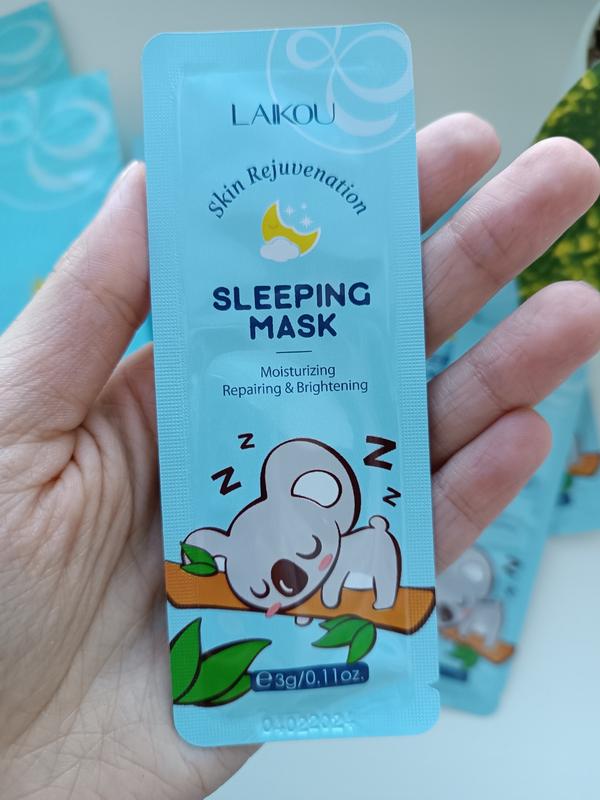 LAIKOU
Skin Rejuvenation
SLEEPING
MASK
Moisturizing
Repairing & Brightening
z
z
z
z
℮3g/0.11oz.